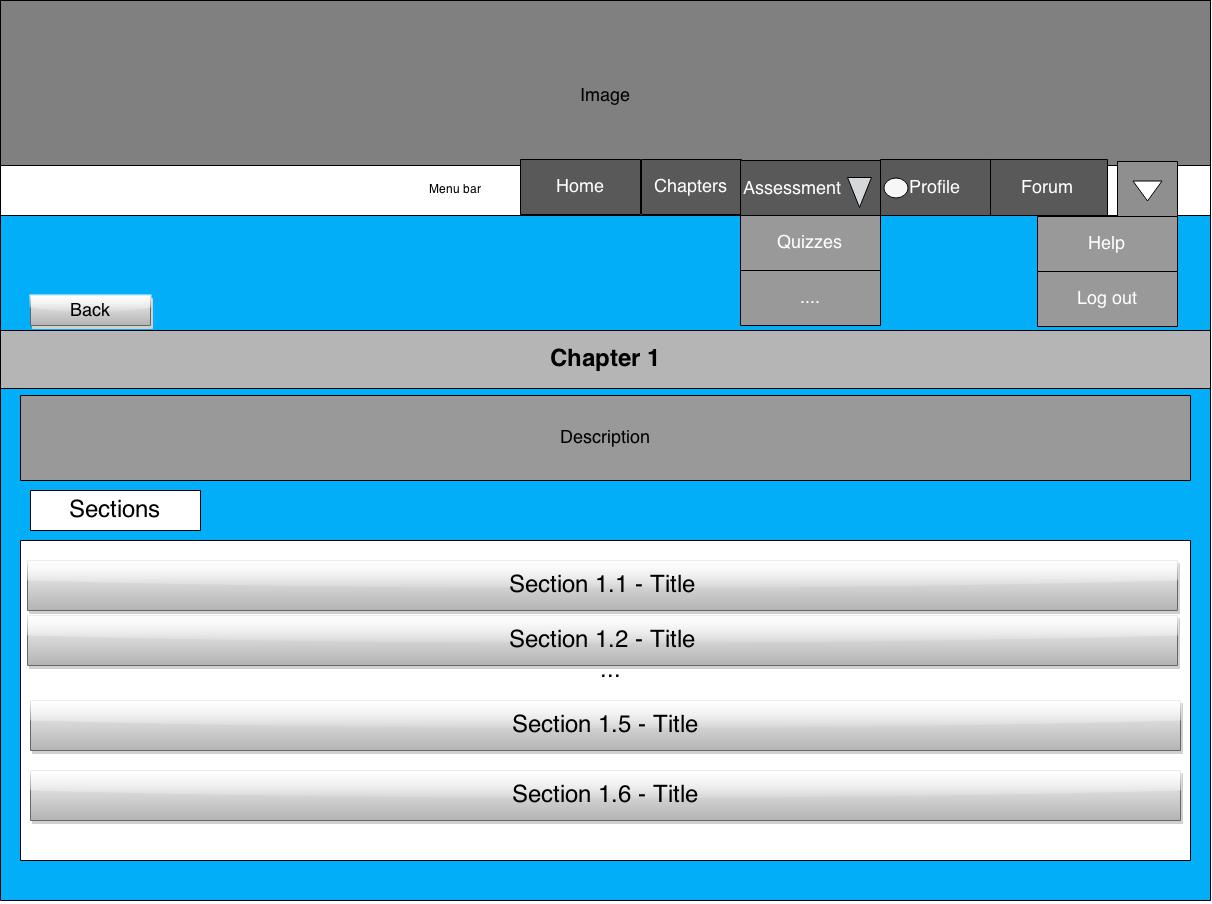 Image
Menu bar
Home
Chapters
Assessment
Profile
Forum
Quizzes
....
Help
Log out
Back
Chapter 1
Description
Sections
Section 1.1 - Title
Section 1.2 - Title
...
Section 1.5 - Title
Section 1.6 - Title